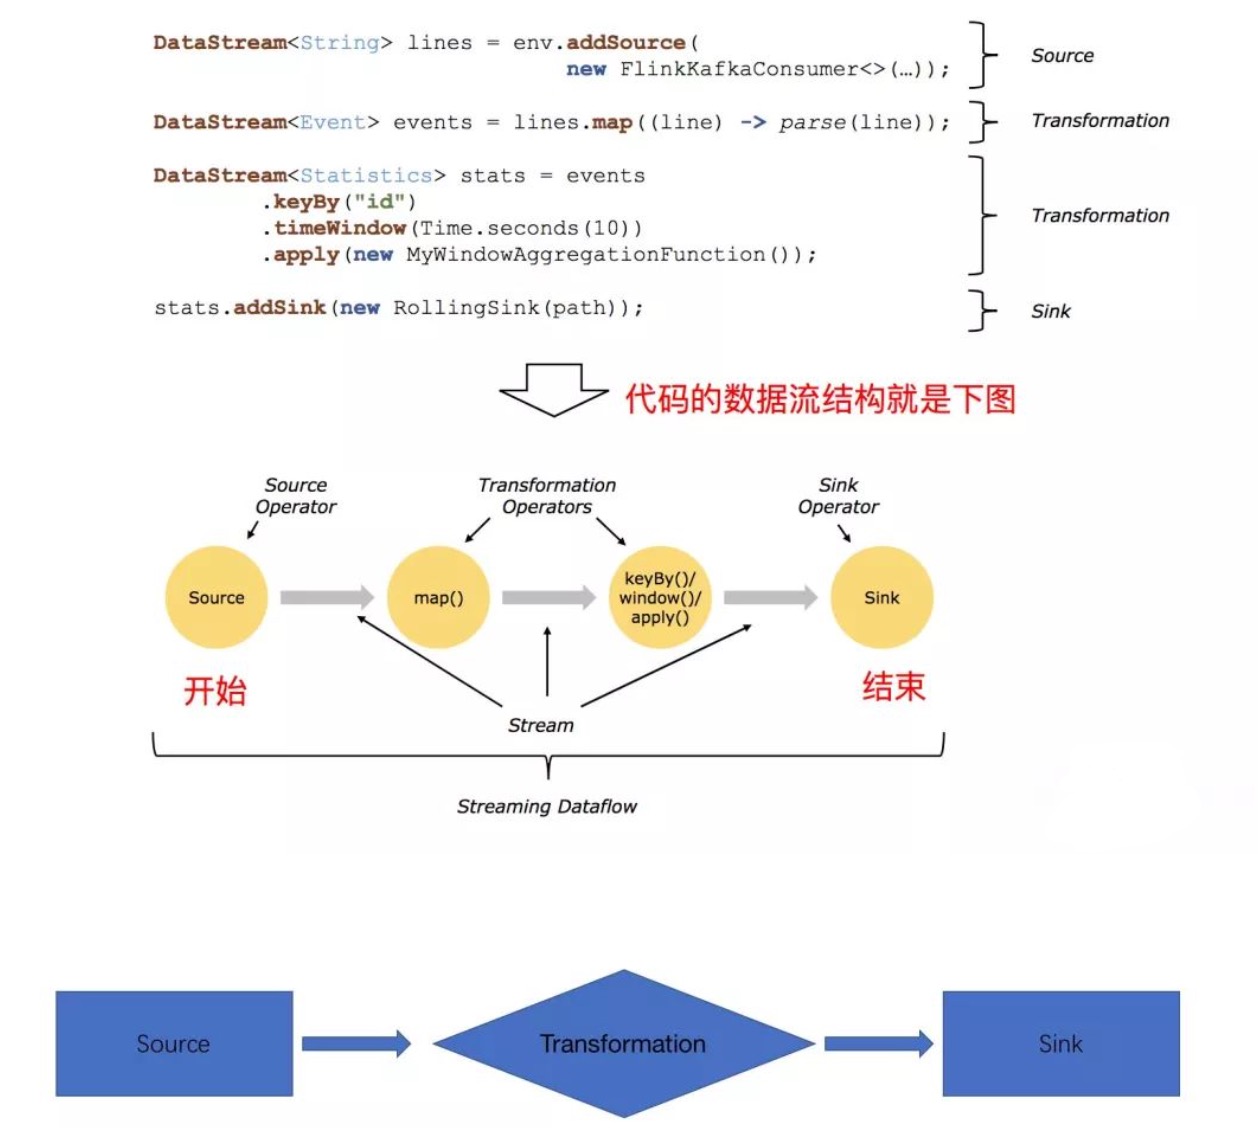 DataStream<String> lines = env.addSource(
new FlinkKafkaConsumer<>(…));
Source
DataStream<Event> events = lines.map((line) -> parse(line));
Transformation
DataStream<Statistics> stats = events
.keyBy("id")
.timeWindow(Time.seconds(10))
.apply(new MyWindowAggregationFunction());
Transformation
stats.addSink(new RollingSink(path));
Sink
代码的数据流结构就是下图
Source
Operator
Transformation
Operators
Sink
Operator
Source
map()
keyBy()/
window()/
apply()
Sink
开始
结束
Stream
Streaming Dataflow
Source
Transformation
Sink